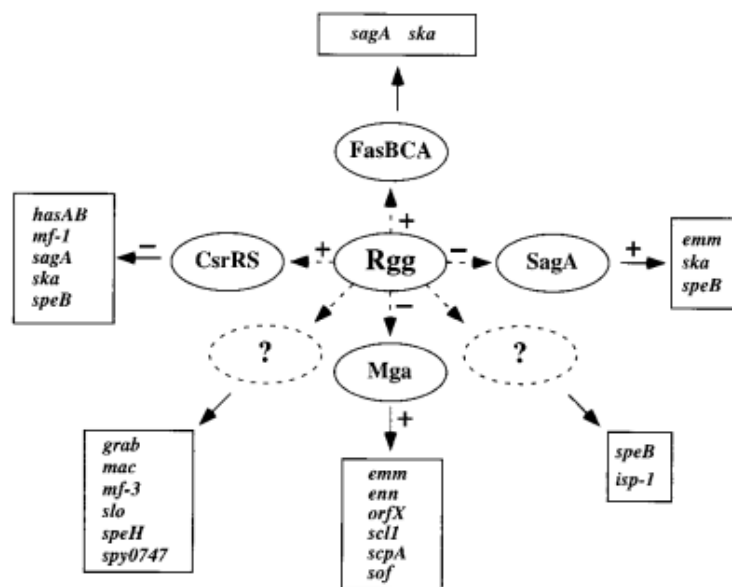 sagA ska
FasBCA
+
hasAB
mf-1
sagA
ska
speB
–
CsrRS
+
Rgg
–
SagA
+
emm
ska
speB
?
–
Mga
?
+
grab
mac
mf-3
slo
speH
spy0747
emm
enn
orfX
scl1
scpA
sof
speB
isp-1